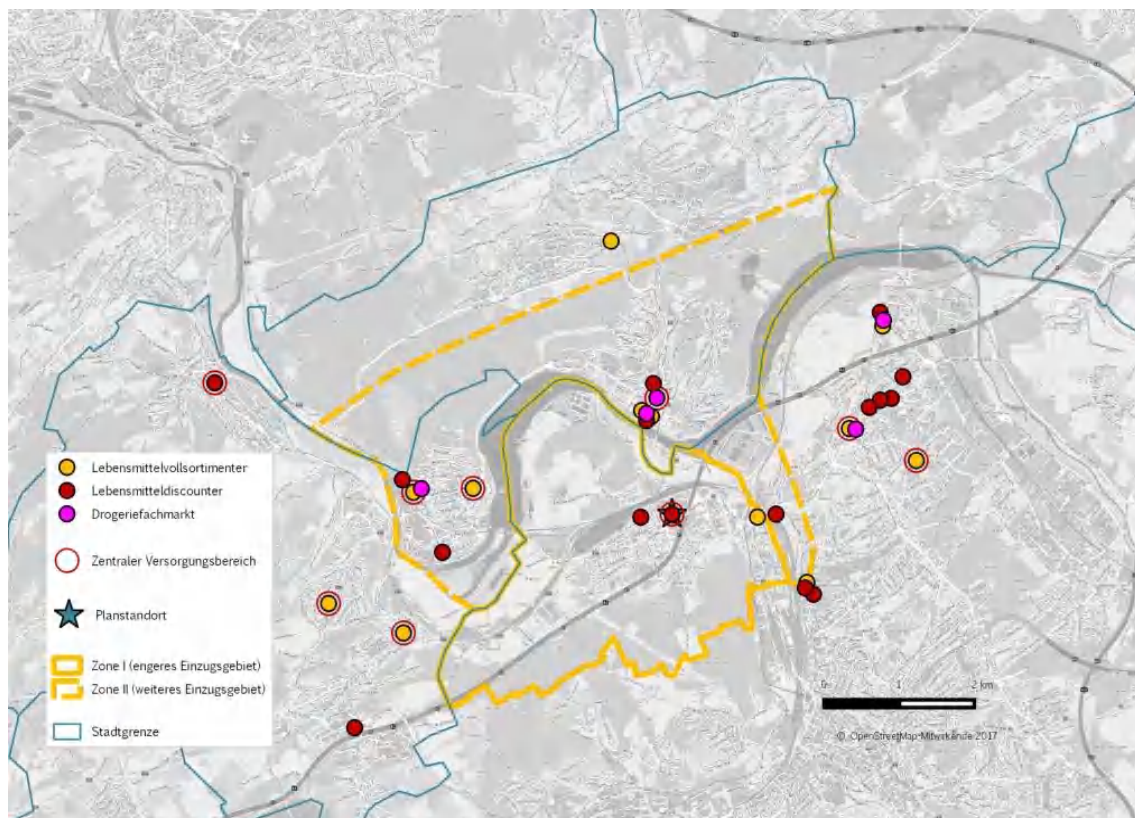 Lebensmittelvollsortimenter
Lebensmitteldiscounter
Drogeriefachmarkt
Zentraler Versorgungsbereich
Planstandort
Zone I (engeres Einzugsgebiet)
Zone II (weiteres Einzugsgebiet)
Stadtgrenze
0 1 2 km
© OpenStreetMap-Mitwirkende 2017